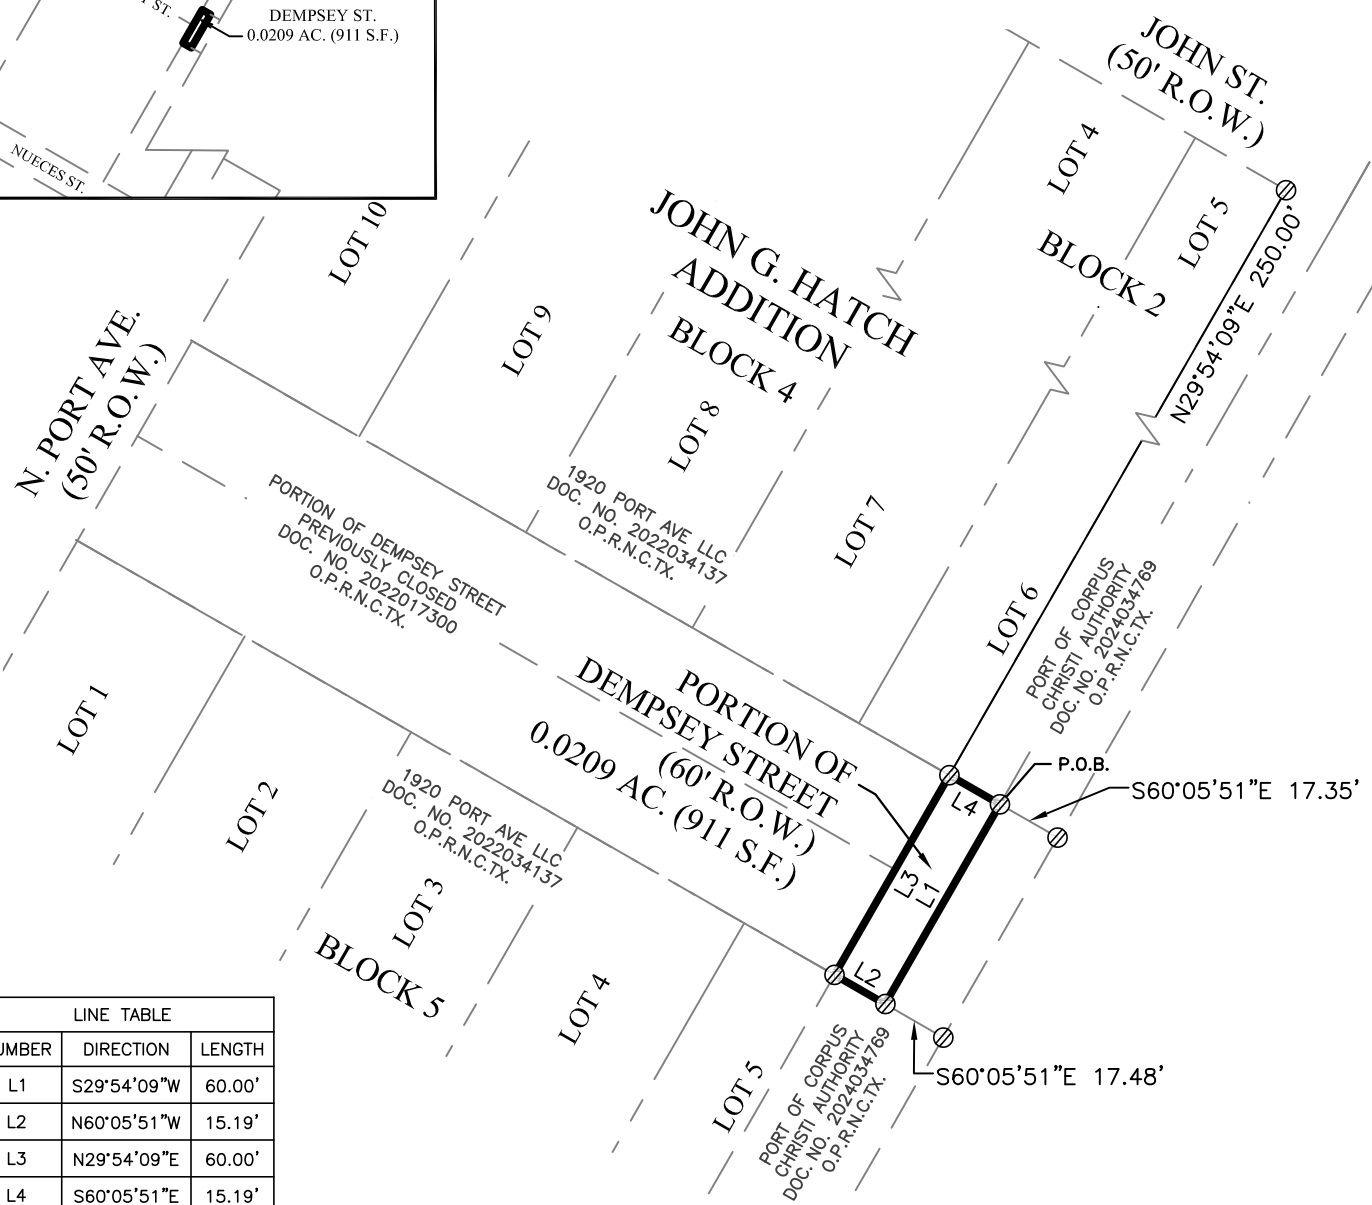 ST.
DEMPSEY ST.
0.0209 AC. (911 S.F.)
NUECES ST.
JOHN ST.
(50' R.O.W.)
LOT 4
LOT 5
BLOCK 2
N29°54'09"E 250.00'
LOT 10
JOHN G. HATCH
ADDITION
BLOCK 4
LOT 9
LOT 8
1920 PORT AVE LLC
DOC. NO. 2022034137
O.P.R.N.C.TX.
LOT 7
LOT 6
N. PORT AVE.
(50' R.O.W.)
PORTION OF DEMPSEY STREET
PREVIOUSLY CLOSED
DOC. NO. 2022017300
O.P.R.N.C.TX.
PORT OF CORPUS
CHRISTI AUTHORITY
DOC. NO. 2024034769
O.P.R.N.C.TX.
PORTION OF
DEMPSEY STREET
(60' R.O.W.)
0.0209 AC. (911 S.F.)
P.O.B.
S60°05'51"E 17.35'
L4
L3
L1
L2
LOT 1
LOT 2
1920 PORT AVE LLC
DOC. NO. 2022034137
O.P.R.N.C.TX.
LOT 3
BLOCK 5
LOT 4
LOT 5
PORT OF CORPUS
CHRISTI AUTHORITY
DOC. NO. 2024034769
O.P.R.N.C.TX.
S60°05'51"E 17.48'
LINE TABLE
UMBER DIRECTION LENGTH
L1 S29°54'09"W 60.00'
L2 N60°05'51"W 15.19'
L3 N29°54'09"E 60.00'
L4 S60°05'51"E 15.19'